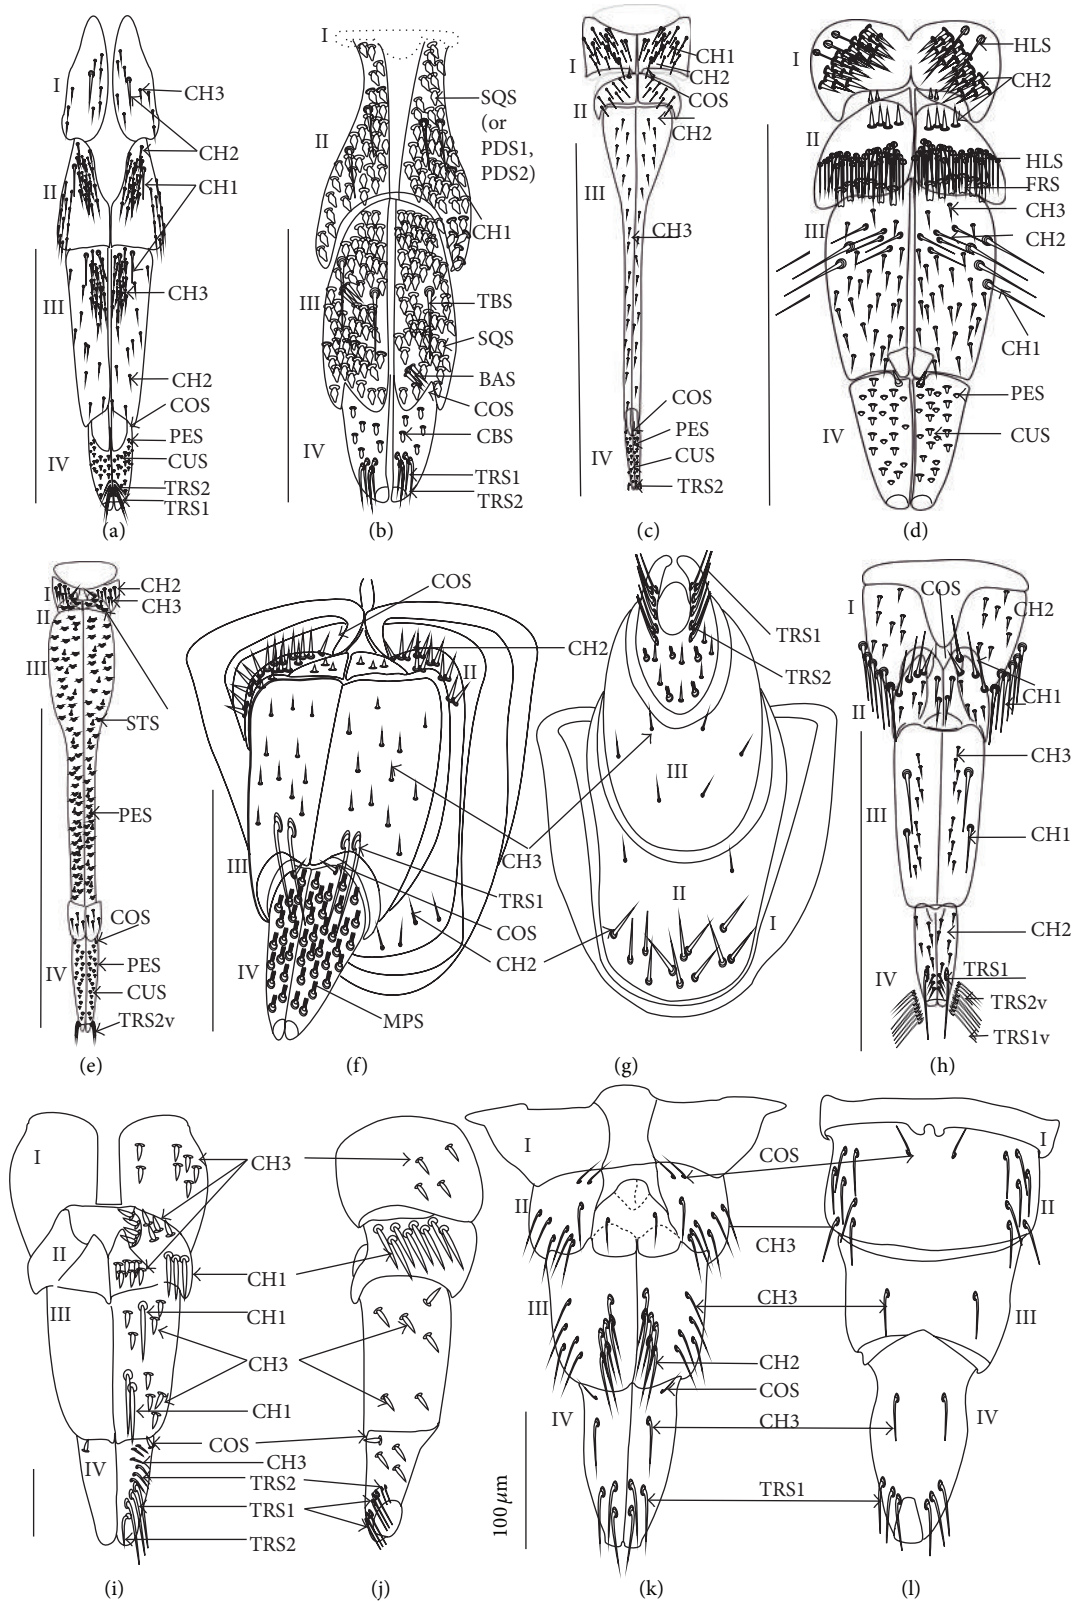 I
II
III
IV
CH3
CH2
CH1
CH3
CH2
COS
PES
CUS
TRS2
TRS1
(a)
I
II
III
IV
SQS
(or
PDS1,
PDS2)
CH1
TBS
SQS
BAS
COS
CBS
TRS1
TRS2
(b)
I
II
III
IV
CH1
CH2
COS
CH2
CH3
COS
PES
CUS
TRS2
(c)
I
II
III
IV
HLS
CH2
HLS
FRS
CH3
CH2
CH1
PES
CUS
(d)
I
II
III
IV
CH2
CH3
STS
PES
COS
PES
CUS
TRS2v
(e)
COS
CH2
II
III
IV
CH3
TRS1
COS
CH2
MPS
(f)
TRS1
TRS2
III
II
I
(g)
I
II
III
IV
COS
CH2
CH1
CH3
CH1
CH2
TRS1
TRS2v
TRS1v
(h)
I
II
III
IV
CH3
CH1
CH1
CH3
CH1
COS
CH3
TRS2
TRS1
TRS2
(i)
(j)
I
II
III
IV
COS
CH3
CH3
CH2
COS
CH3
TRS1
100 μm
(k)
I
II
III
IV
(l)